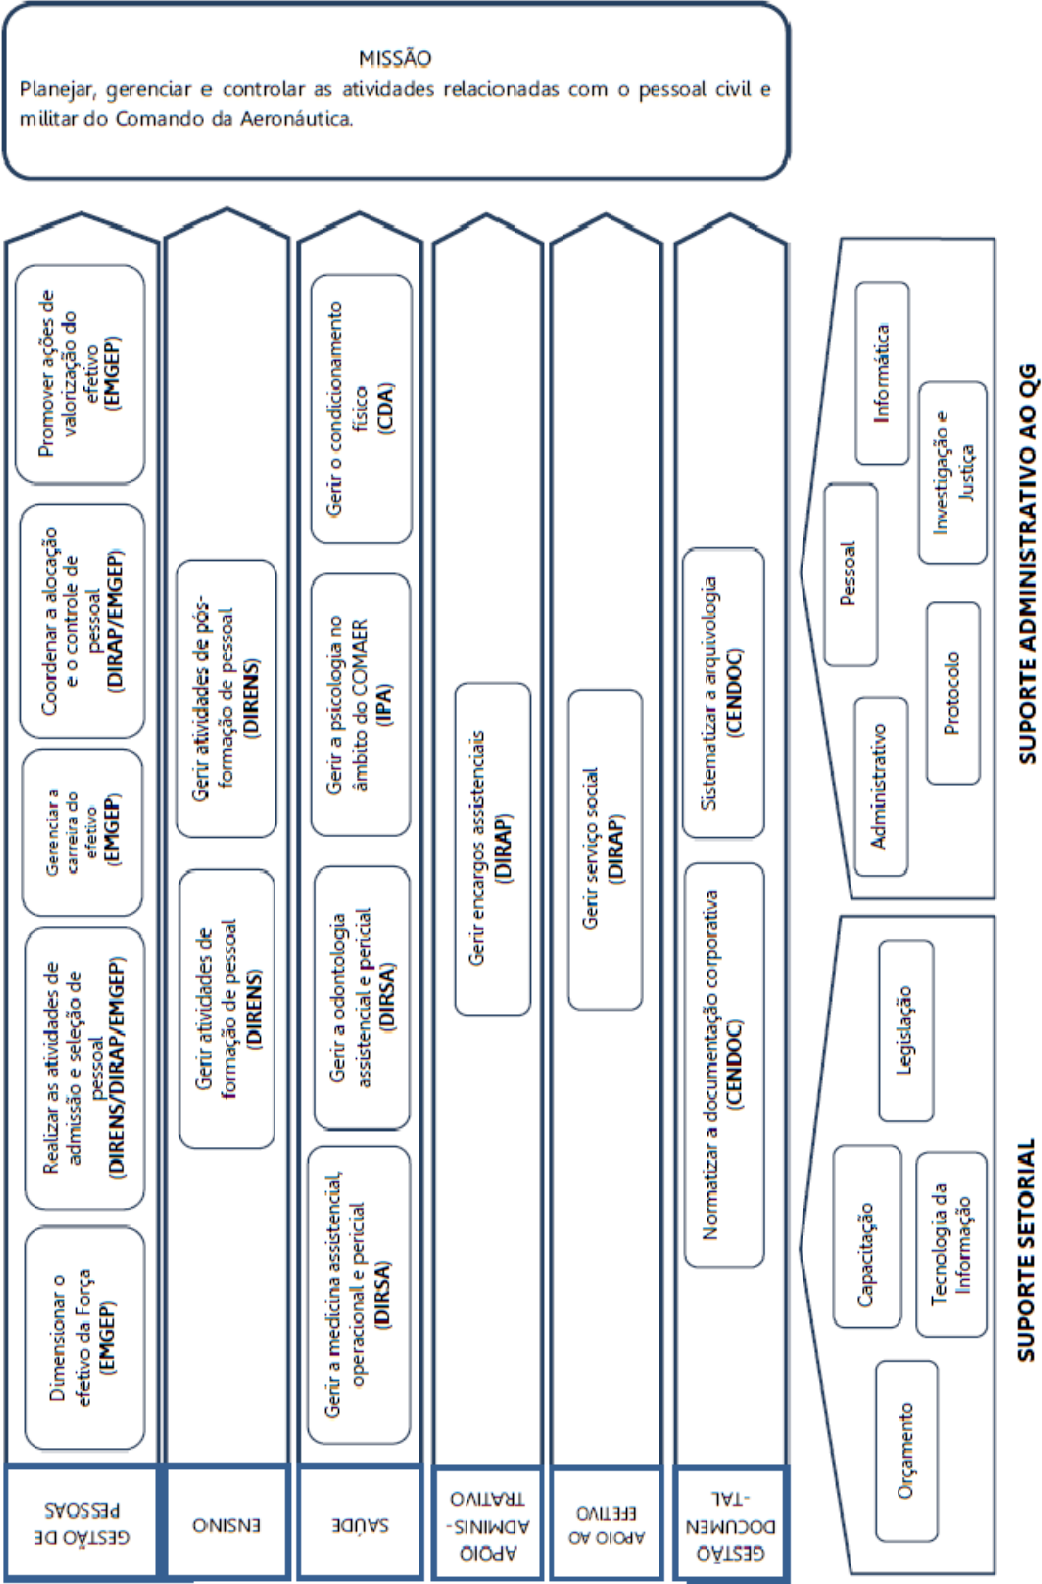 MISSÃO
Planejar, gerenciar e controlar as atividades relacionadas com o pessoal civil e
militar do Comando da Aeronáutica.
GESTÃO DE
PESSOAS
Dimensionar o
efetivo da Força
(EMGEP)
Realizar as atividades de
admissão e seleção de
pessoal
(DIRENS/DIRAP/EMGEP)
Gerenciar a
carreira do
efetivo
(EMGEP)
Coordenar a alocação
e o controle de
pessoal
(DIRAP/EMGEP)
Promover ações de
valorização do
efetivo
(EMGEP)
ENSINO
Gerir atividades de
formação de pessoal
(DIRENS)
Gerir atividades de pós-
formação de pessoal
(DIRENS)
SAÚDE
Gerir a medicina assistencial,
operacional e pericial
(DIRSA)
Gerir a odontologia
assistencial e pericial
(DIRSA)
Gerir a psicologia no
âmbito do COMAER
(IPA)
Gerir o condicionamento
físico
(CDA)
APOIO
ADMINIS-
TRATIVO
Gerir encargos assistenciais
(DIRAP)
APOIO AO
EFETIVO
Gerir serviço social
(DIRAP)
GESTÃO
DOCUMEN
-TAL
Normatizar a documentação corporativa
(CENDOC)
Sistematizar a arquivologia
(CENDOC)
Orçamento
Capacitação
Tecnologia da
Informação
Legislação
SUPORTE SETORIAL
Administrativo
Protocolo
Pessoal
Investigação e
Justiça
Informática
SUPORTE ADMINISTRATIVO AO QG